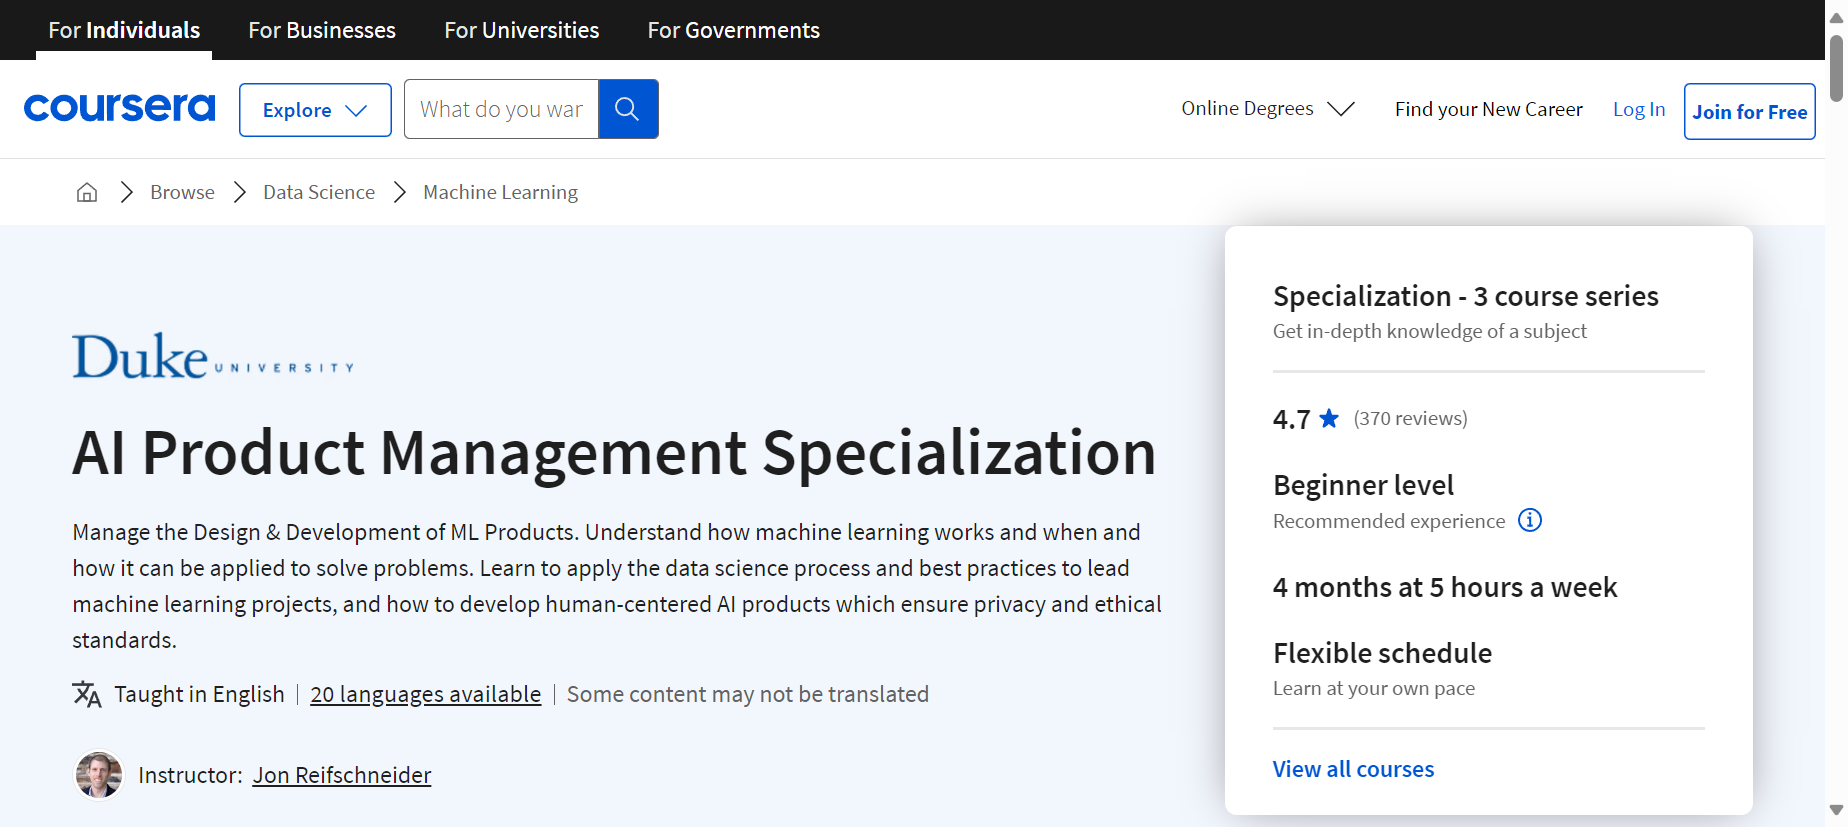 For Individuals
For Businesses
For Universities
For Governments
coursera
Explore
What do you war
Online Degrees
Find your New Career
Log In
Join for Free
Browse
Data Science
Machine Learning
Duke UNIVERSITY
AI Product Management Specialization
Manage the Design & Development of ML Products. Understand how machine learning works and when and
how it can be applied to solve problems. Learn to apply the data science process and best practices to lead
machine learning projects, and how to develop human-centered AI products which ensure privacy and ethical
standards.
Taught in English
20 languages available
Some content may not be translated
Instructor: Jon Reifschneider
Specialization - 3 course series
Get in-depth knowledge of a subject
4.7 ★ (370 reviews)
Beginner level
Recommended experience
4 months at 5 hours a week
Flexible schedule
Learn at your own pace
View all courses